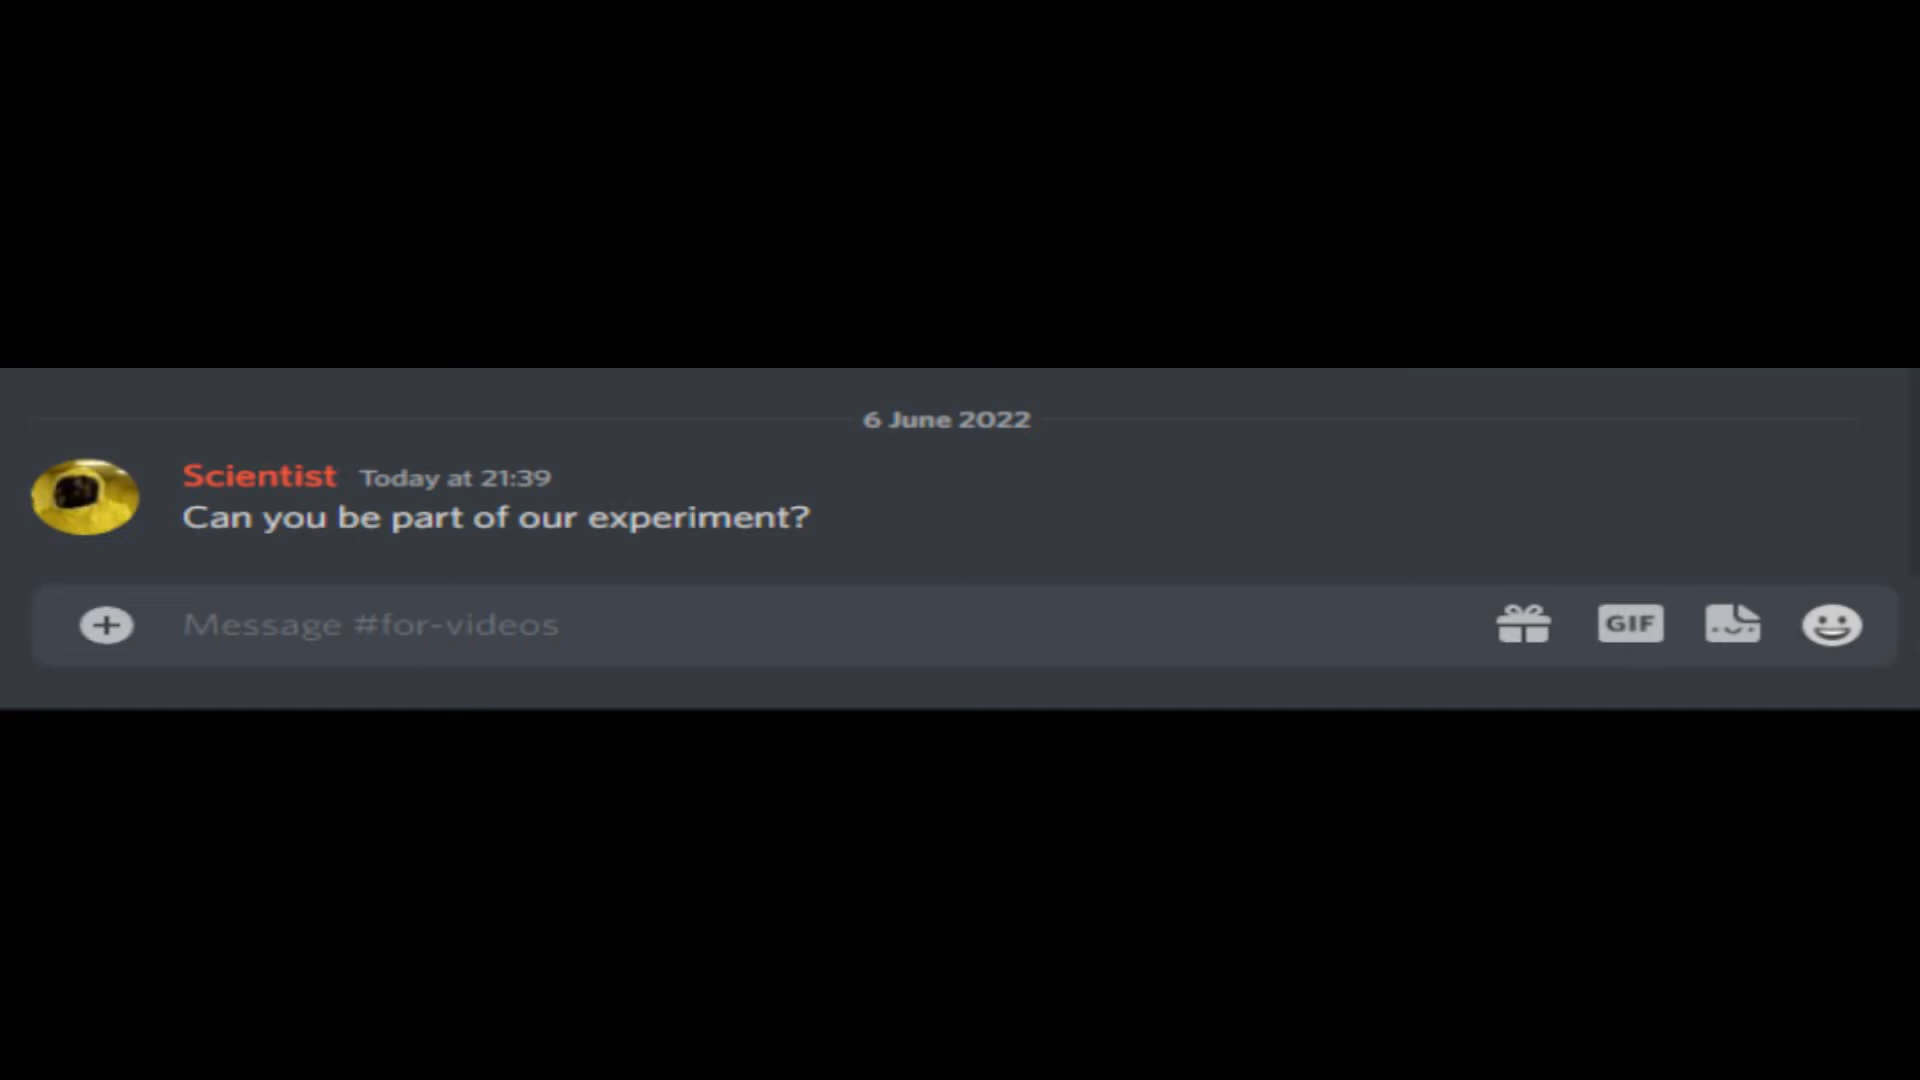 6 June 2022
Scientist Today at 21:39
Can you be part of our experiment?
Message #for-videos
GIF